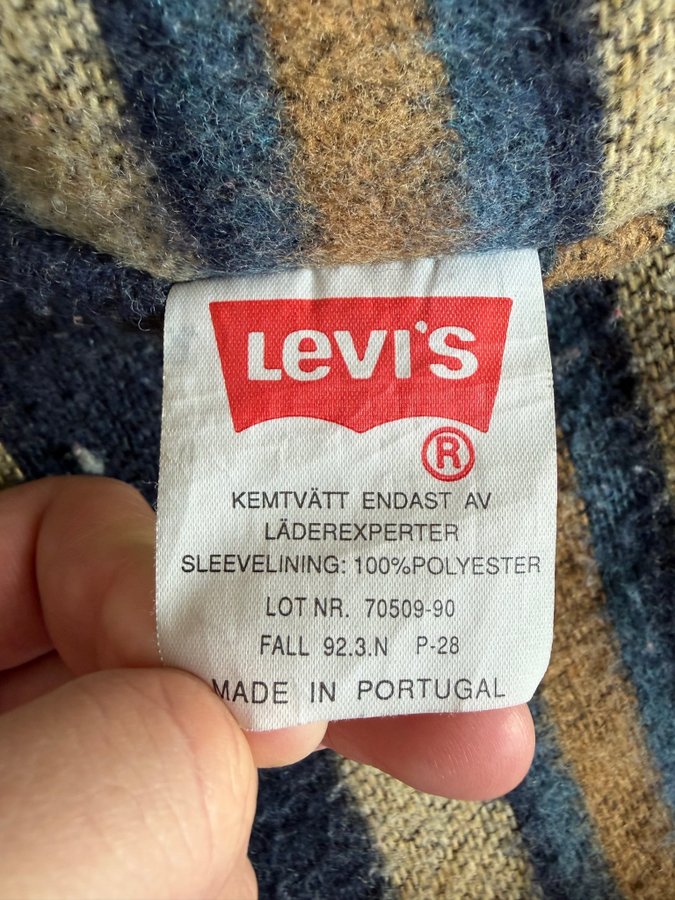 Levi's
®
KEMTVÄTT ENDAST AV
LÄDEREXPERTER
SLEEVELINING: 100%POLYESTER
LOT NR. 70509-90
FALL 92.3.N P-28
MADE IN PORTUGAL